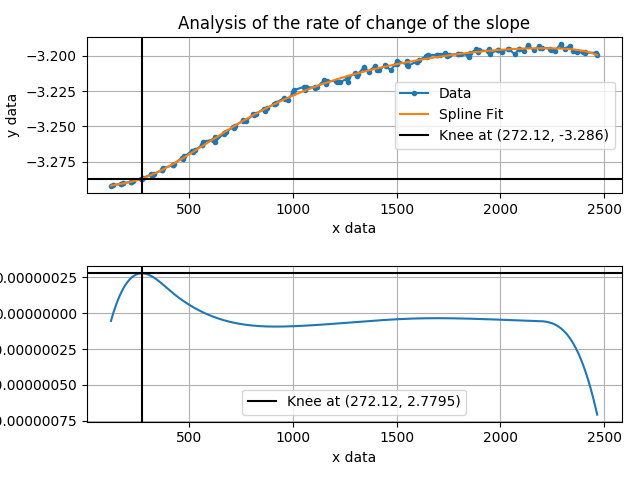 Analysis of the rate of change of the slope
−3.200
−3.225
−3.250
−3.275
y data
Data
Spline Fit
Knee at (272.12, -3.286)
500 1000 1500 2000 2500
x data
0.00000025
0.00000000
0.00000025
0.00000050
0.00000075
Knee at (272.12, 2.7795)
500 1000 1500 2000 2500
x data